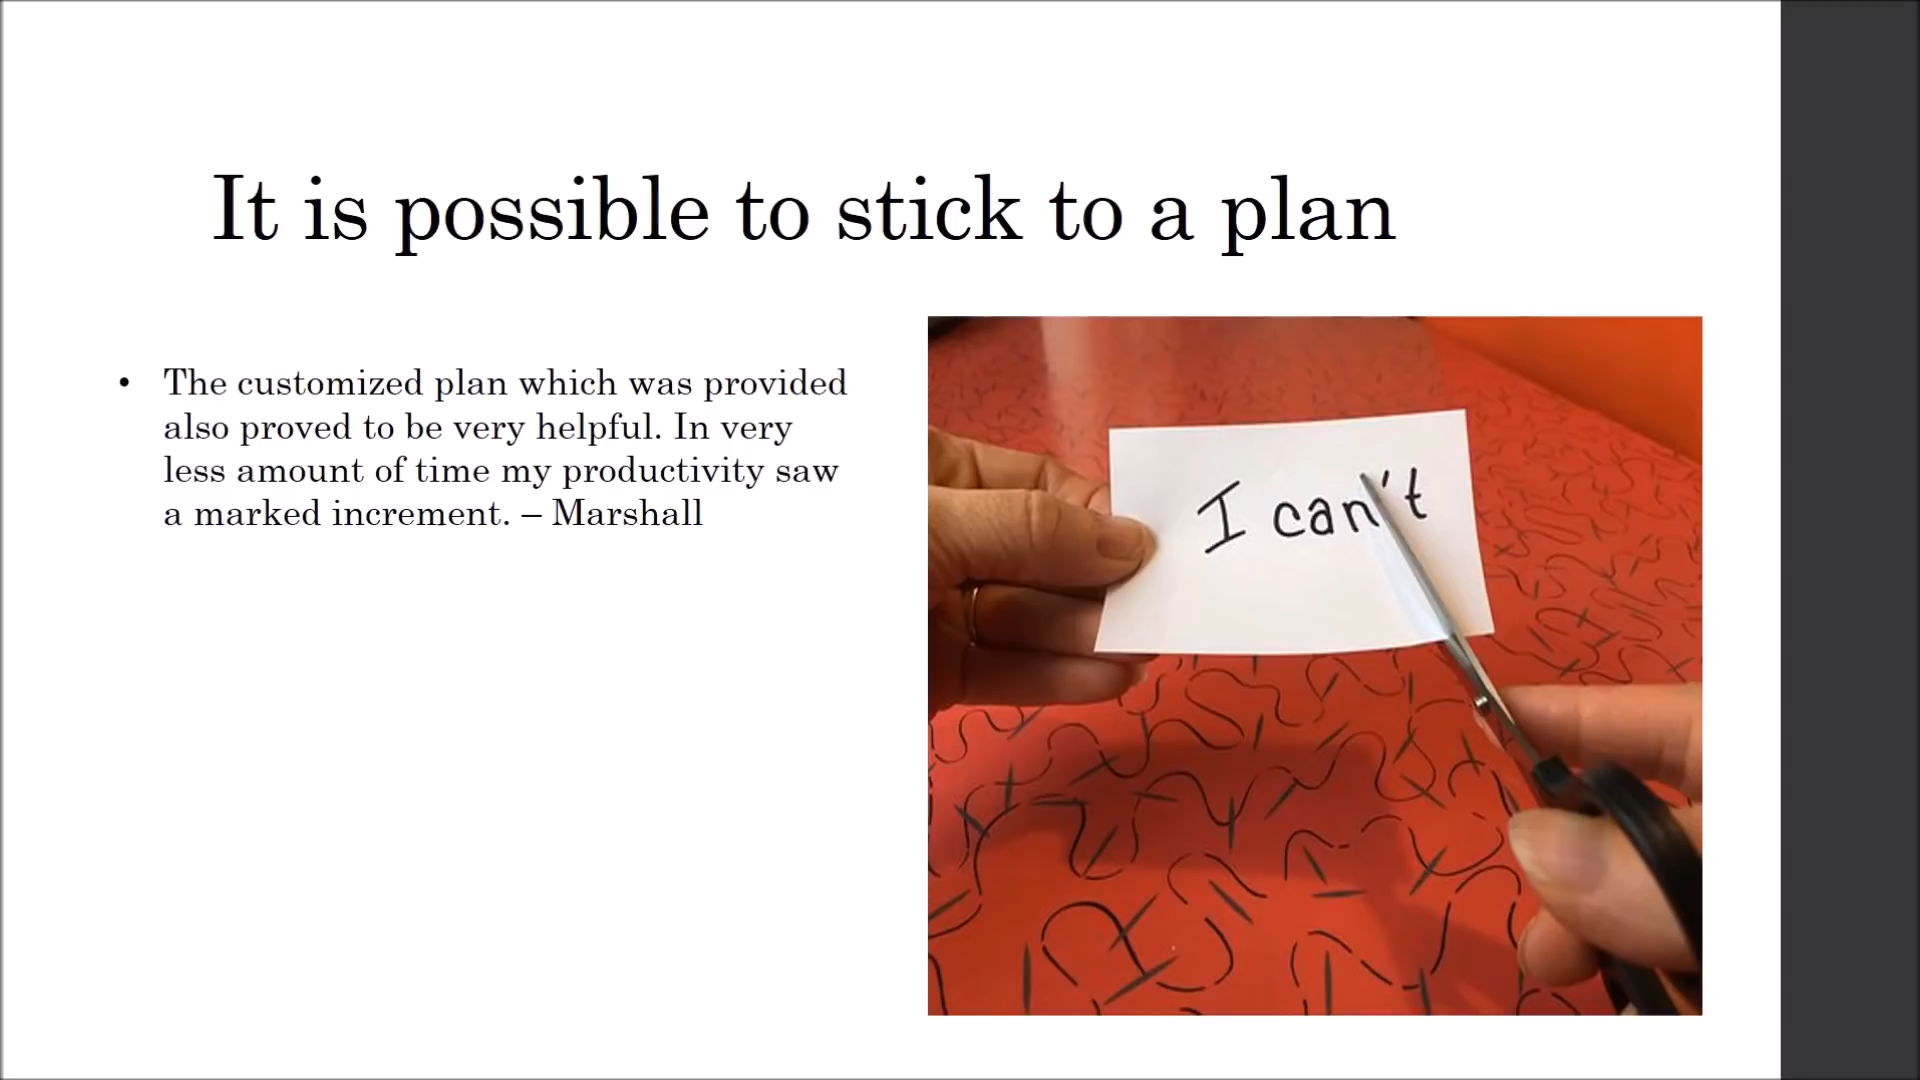 It is possible to stick to a plan
• The customized plan which was provided
also proved to be very helpful. In very
less amount of time my productivity saw
a marked increment. – Marshall
I can't